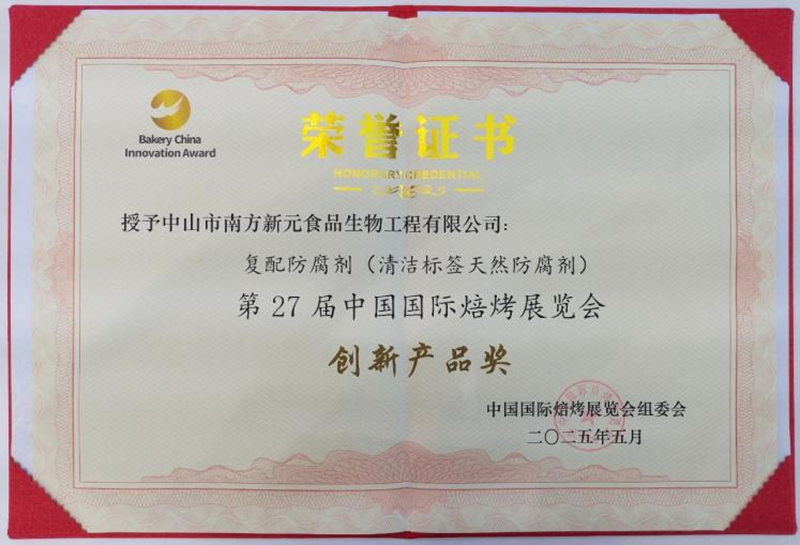 Bakery China
Innovation Award
荣誉证书
HONORARY CREDENTIAL
授予中山市南方新元食品生物工程有限公司：
复配防腐剂（清洁标签天然防腐剂）
第27届中国国际焙烤展览会
创新产品奖
中国国际焙烤展览会组委会
二〇二五年五月